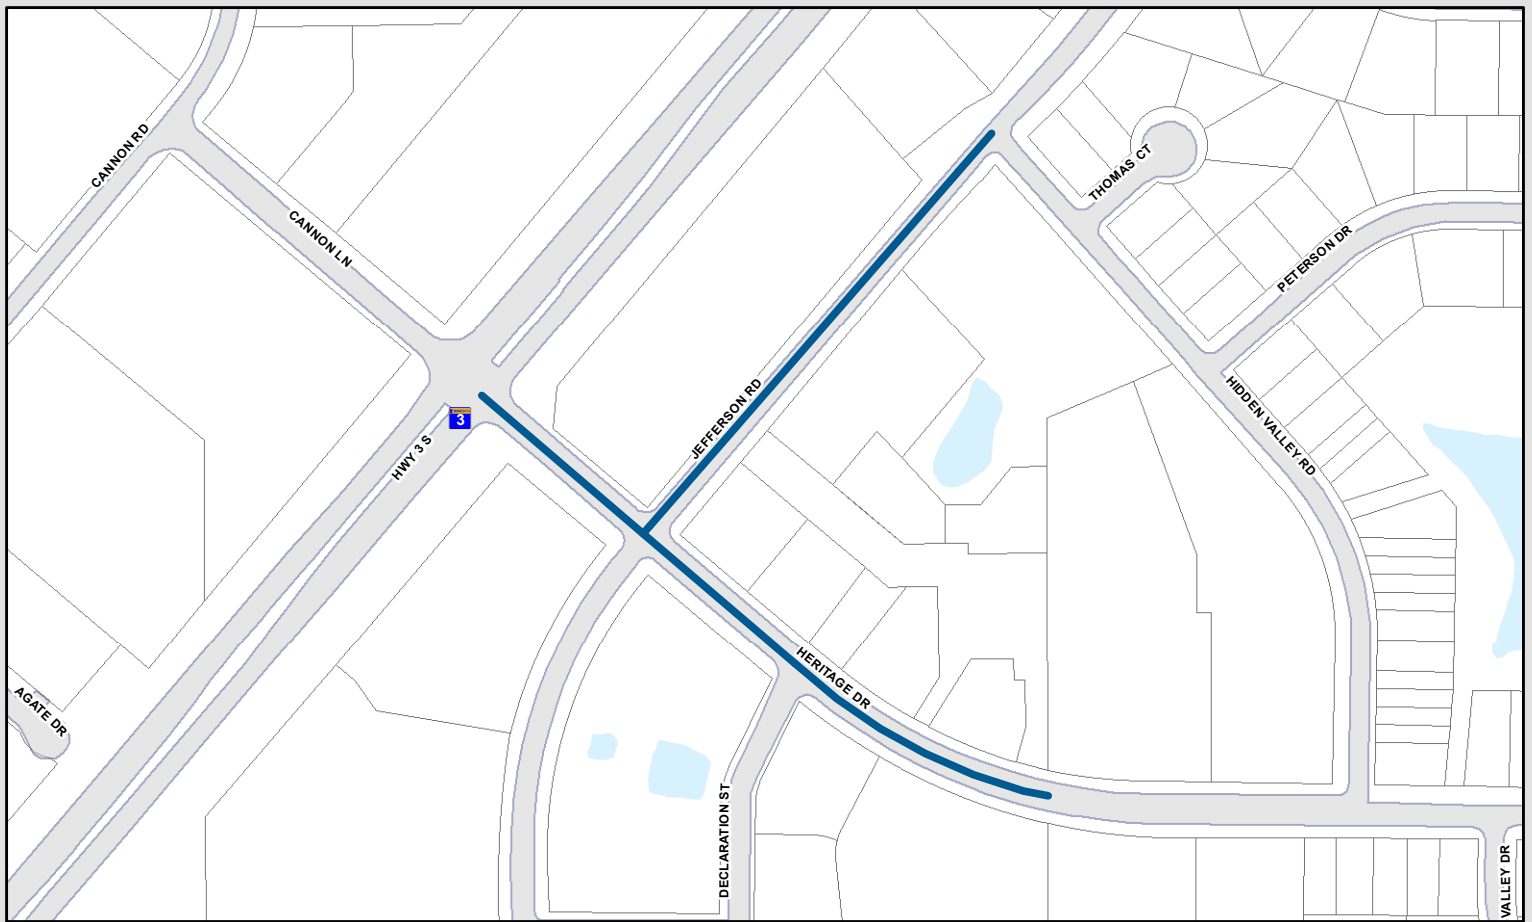 CANNON RD
THOMAS CT
CANNON LN
PETERSON DR
JEFFERSON RD
HIDDEN VALLEY RD
3
HWY 3 S
HERITAGE DR
AGATE DR
DECLARATION ST
VALLEY DR